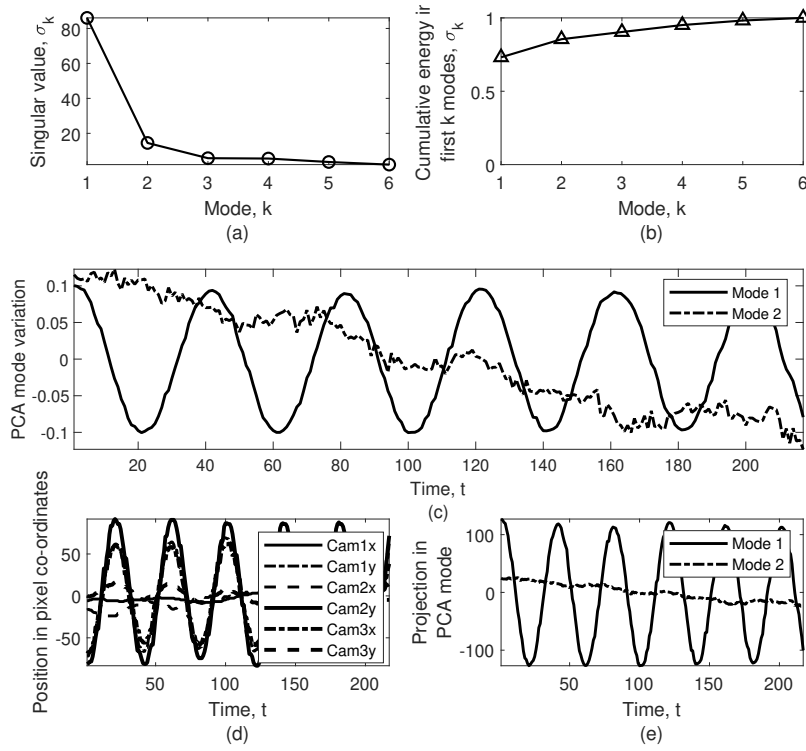 80
60
40
20
Singular value, σk
1 2 3 4 5 6
Mode, k
(a)
1
0.5
0
Cumulative energy in
first k modes, σk
1 2 3 4 5 6
Mode, k
(b)
0.1
0.05
0
-0.05
-0.1
PCA mode variation
Mode 1
Mode 2
20 40 60 80 100 120 140 160 180 200
Time, t
(c)
50
0
-50
Position in pixel co-ordinates
Cam1x
Cam1y
Cam2x
Cam2y
Cam3x
Cam3y
50 100 150 200
Time, t
(d)
100
0
-100
Projection in
PCA mode
Mode 1
Mode 2
50 100 150 200
Time, t
(e)